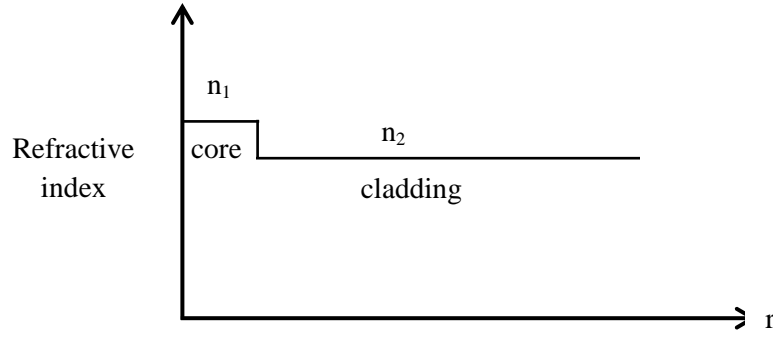 n₁
n₂
Refractive
index
core
cladding
r